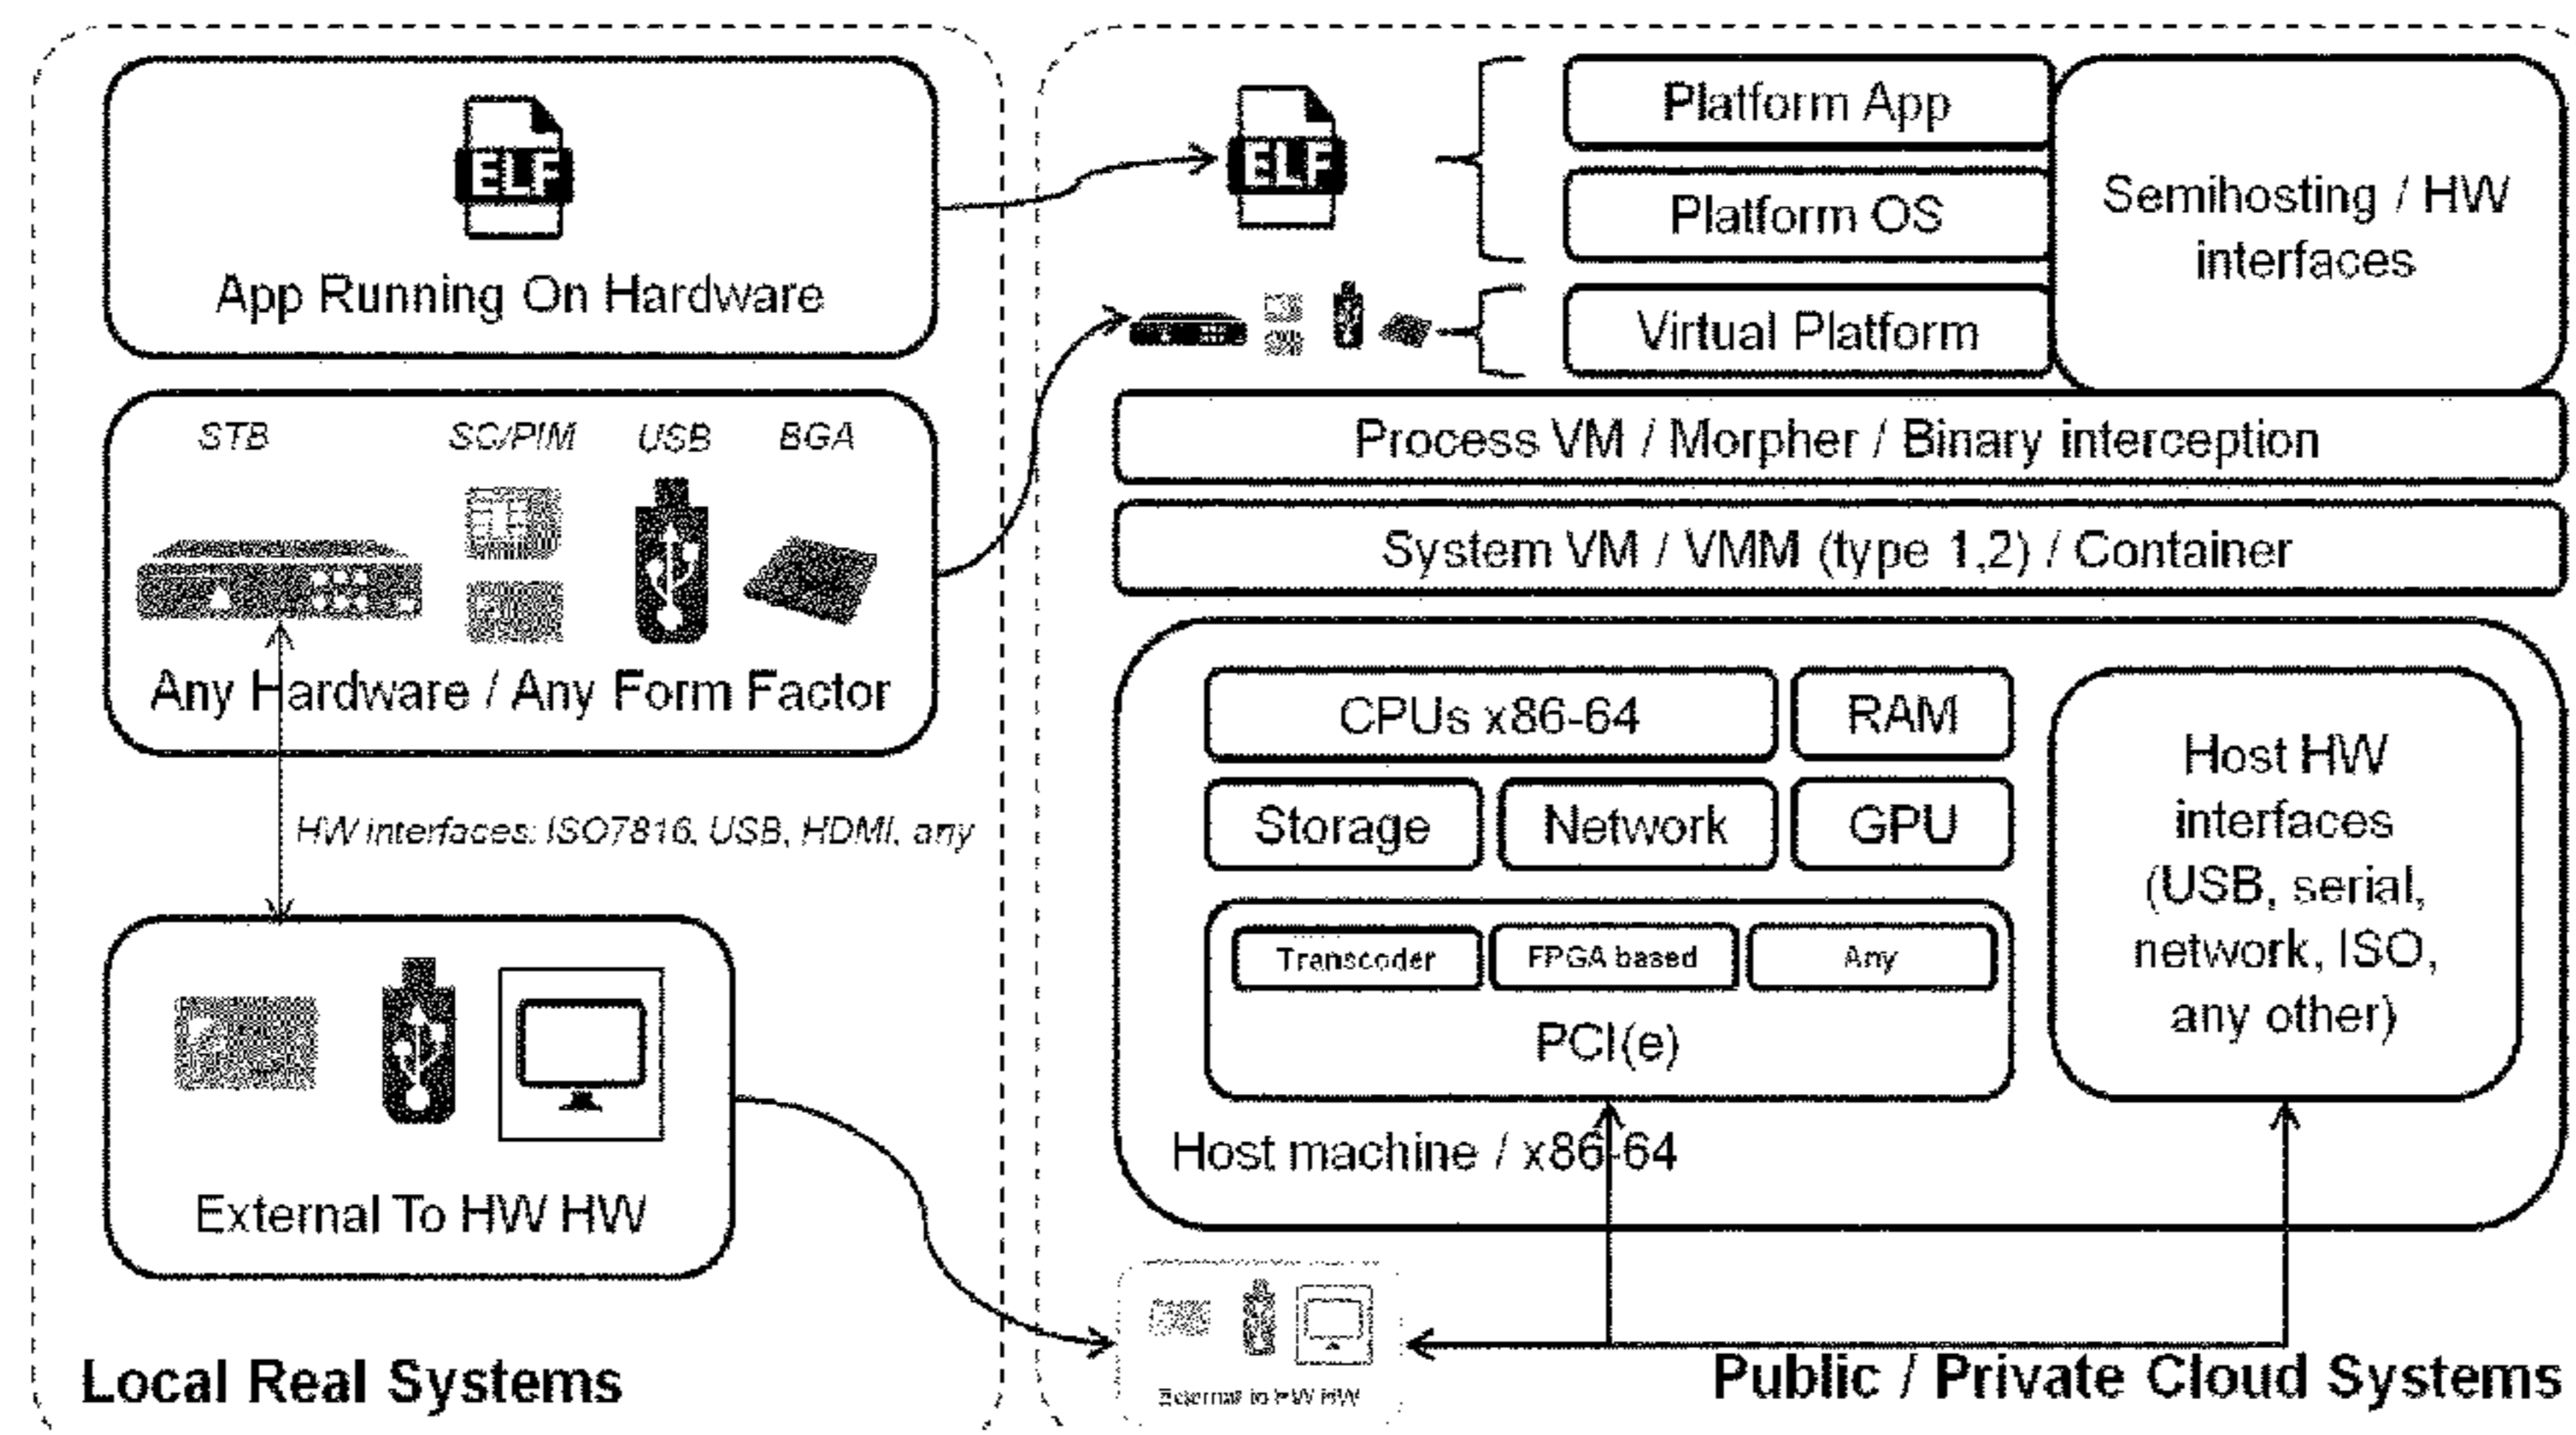 ELF
App Running On Hardware
STB
SC/PIM
USB
BGA
Any Hardware / Any Form Factor
HW interfaces: ISO7816, USB, HDMI, any
External To HW HW
Local Real Systems
ELF
Platform App
Platform OS
Virtual Platform
Semihosting / HW
interfaces
Process VM / Morpher / Binary interception
System VM / VMM (type 1,2) / Container
CPUs x86-64
RAM
Storage
Network
GPU
Transcoder
FPGA based
Any
PCI(e)
Host HW
interfaces
(USB, serial,
network, ISO,
any other)
Host machine / x86-64
External to HW HW
Public / Private Cloud Systems